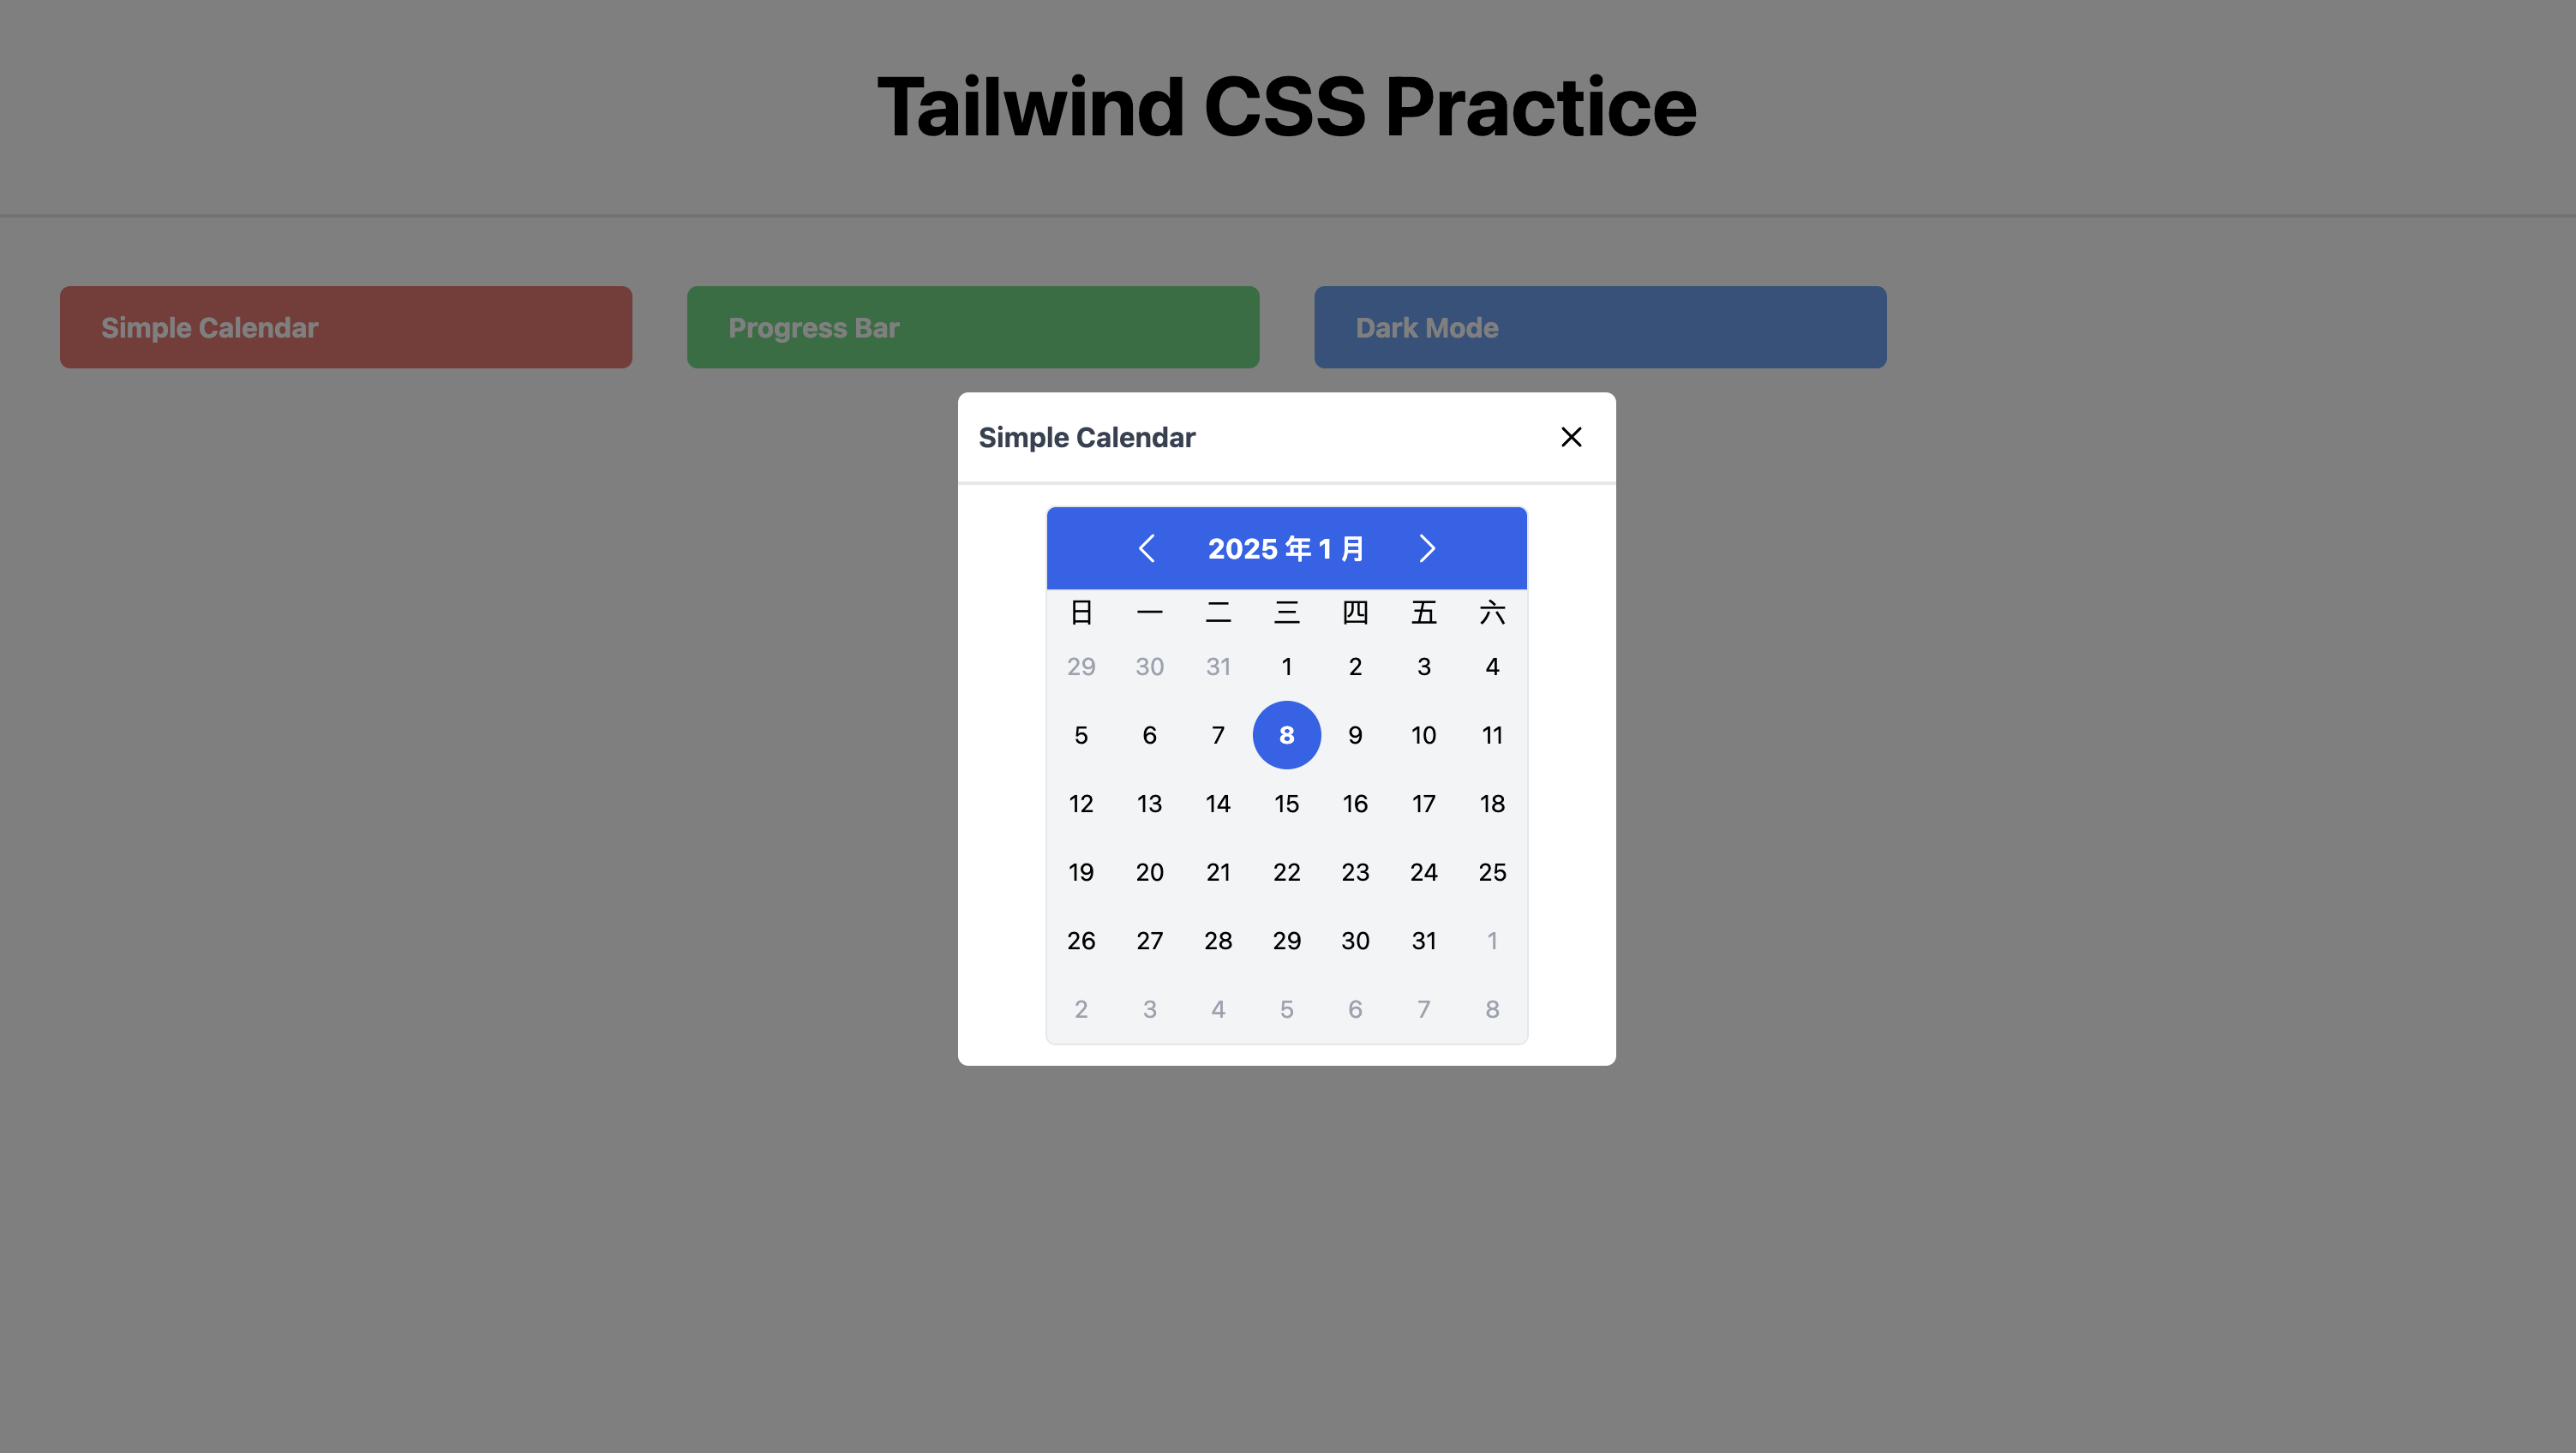 Tailwind CSS Practice
Simple Calendar Progress Bar Dark Mode
Simple Calendar
2025 年 1 月
日 一 二 三 四 五 六
29 30 31 1 2 3 4
5 6 7 8 9 10 11
12 13 14 15 16 17 18
19 20 21 22 23 24 25
26 27 28 29 30 31 1
2 3 4 5 6 7 8